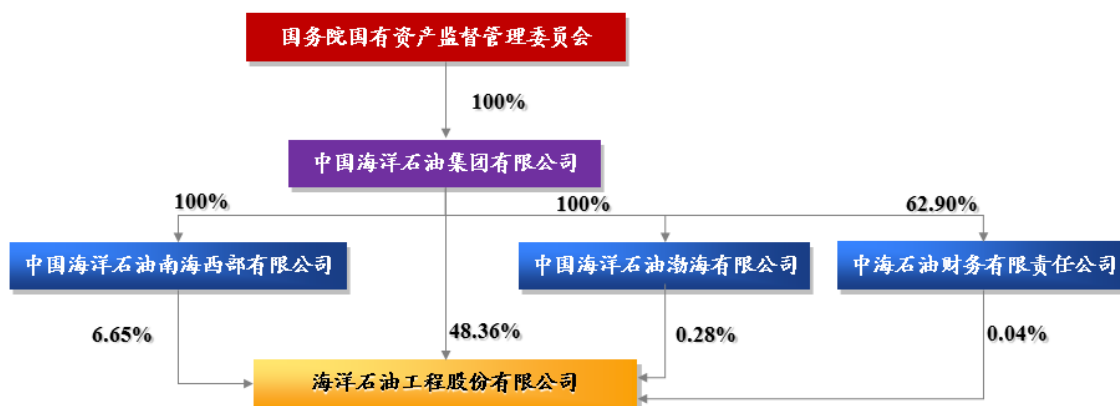 国务院国有资产监督管理委员会
100%
中国海洋石油集团有限公司
100%
100%
62.90%
中国海洋石油南海西部有限公司
中国海洋石油渤海有限公司
中海石油财务有限责任公司
6.65%
48.36%
0.28%
0.04%
海洋石油工程股份有限公司